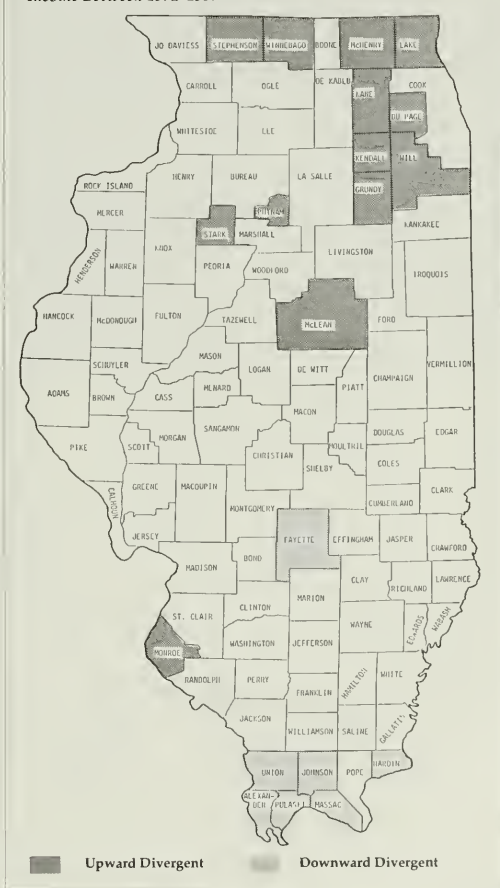 JO DAVIESS STEPHENSON WINNEBAGO BOONE McHENRY LAKE
CARROLL OGLE DE KALB KANE COOK
DU PAGE
WHITESIDE LEE
KENDALL WILL
HENRY BUREAU LA SALLE
ROCK ISLAND GRUNDY
PUTNAM
MERCER STARK MARSHALL KANKAKEE
KNOX LIVINGSTON
HENDERSON WARREN PEORIA WOODFORD IROQUOIS
HANCOCK McDONOUGH FULTON TAZEWELL McLEAN FORD
MASON
SCHUYLER LOGAN DE WITT CHAMPAIGN VERMILLION
ADAMS BROWN CASS MENARD PIATT
MACON
SANGAMON
PIKE SCOTT MORGAN CHRISTIAN MOULTRIE DOUGLAS EDGAR
SHELBY COLES
GREENE MACOUPIN CLARK
CALHOUN MONTGOMERY CUMBERLAND
JERSEY FAYETTE EFFINGHAM JASPER CRAWFORD
MADISON BOND
CLAY RICHLAND LAWRENCE
MARION
ST. CLAIR CLINTON WAYNE EDWARDS WABASH
MONROE WASHINGTON JEFFERSON
RANDOLPH PERRY HAMILTON WHITE
FRANKLIN
JACKSON WILLIAMSON SALINE GALLATIN
UNION JOHNSON POPE HARDIN
ALEXAN-
DER PULASKI MASSAC
Upward Divergent Downward Divergent